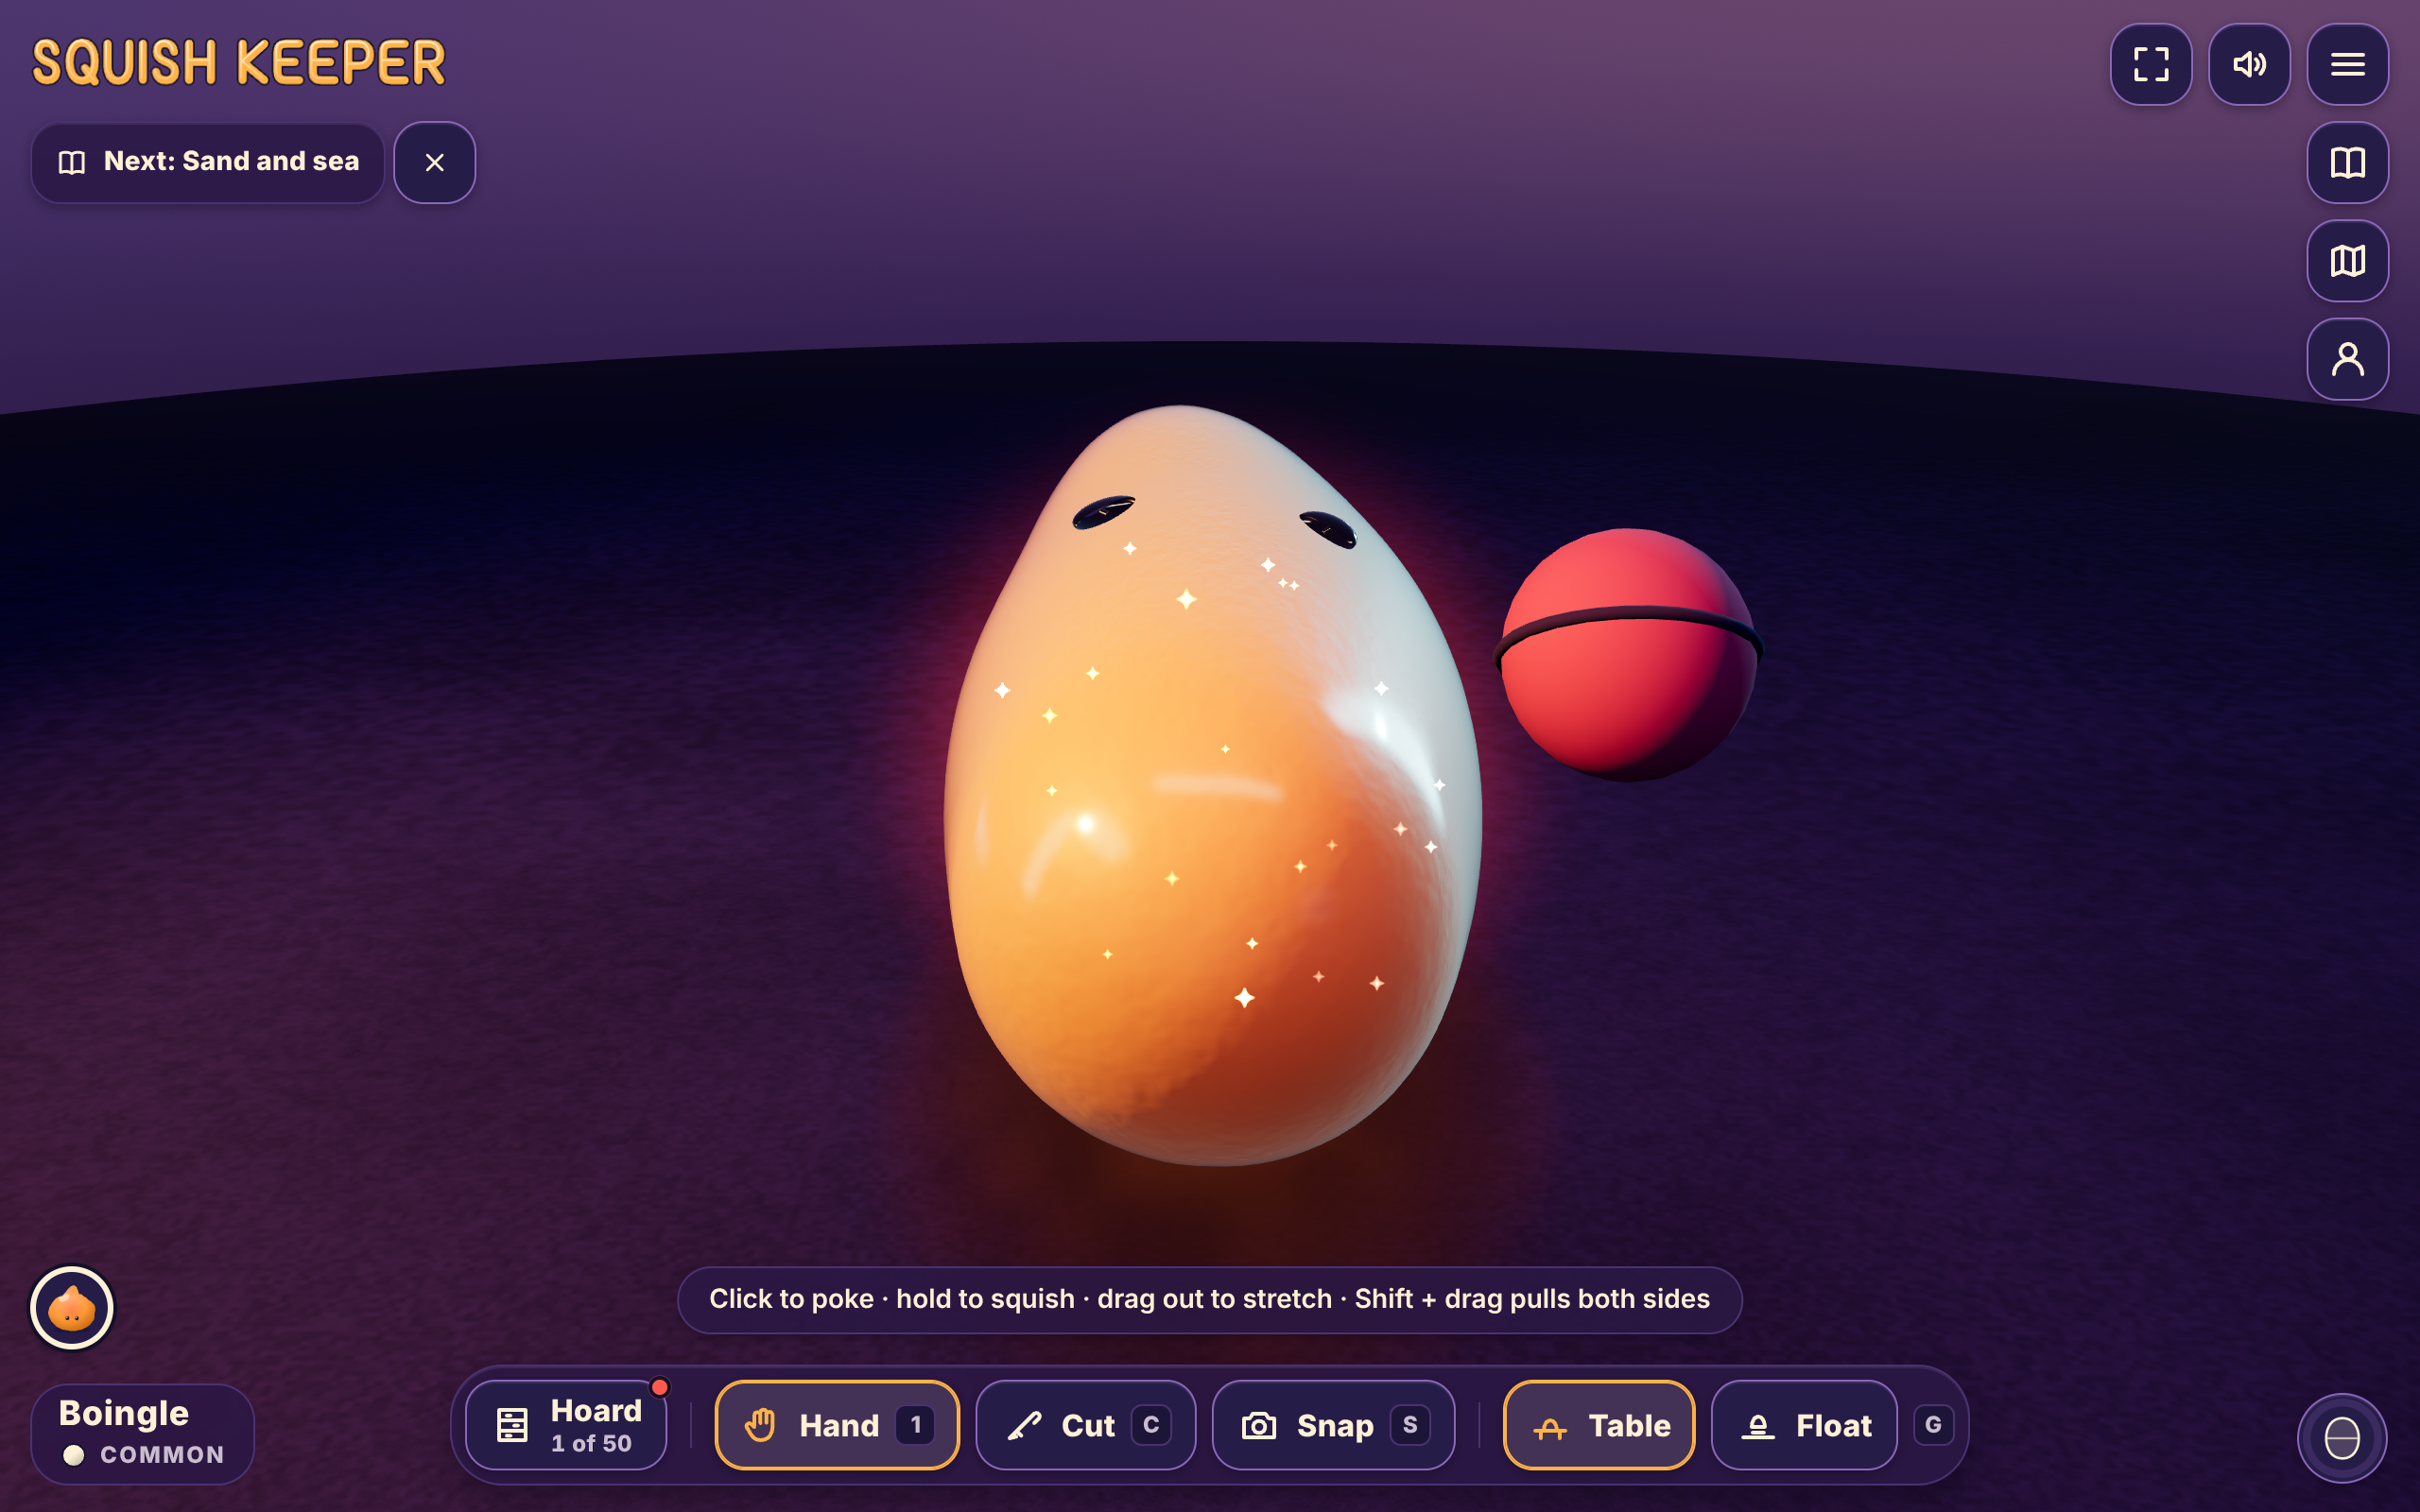 SQUISH KEEPER
Next: Sand and sea
Click to poke · hold to squish · drag out to stretch · Shift + drag pulls both sides
Boingle
COMMON
Hoard
1 of 50
Hand 1
Cut C
Snap S
Table
Float
G